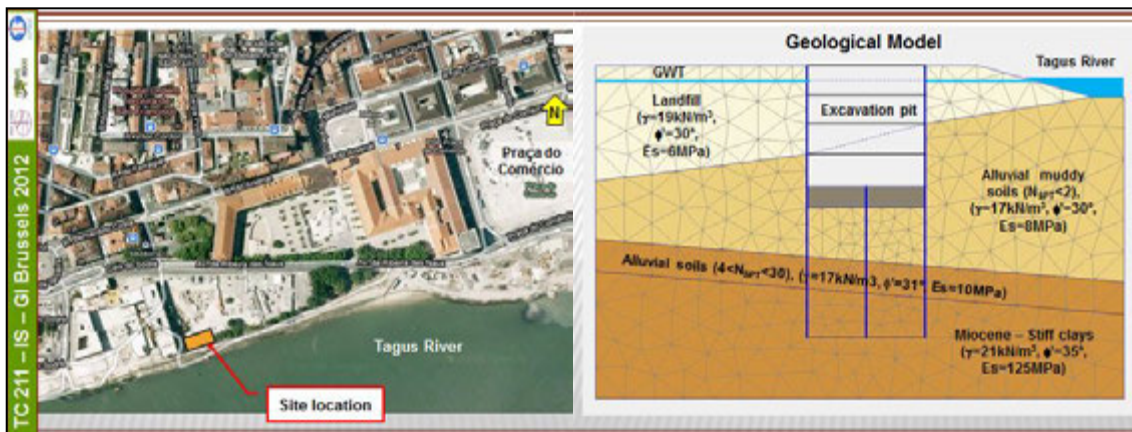 TC 211 – IS – GI Brussels 2012
N
Praça do
Comércio
Tagus River
Site location
Geological Model
Tagus River
GWT
Landfill
(γ=19kN/m³,
ϕ'=30°,
Es=6MPa)
Excavation pit
Alluvial muddy
soils (NSPT<2),
(γ=17kN/m³, ϕ'=30°,
Es=8MPa)
Alluvial soils (4<NSPT<30), (γ=17kN/m3, ϕ'=31° Es=10MPa)
Miocene – Stiff clays
(γ=21kN/m³, ϕ'=35°,
Es=125MPa)